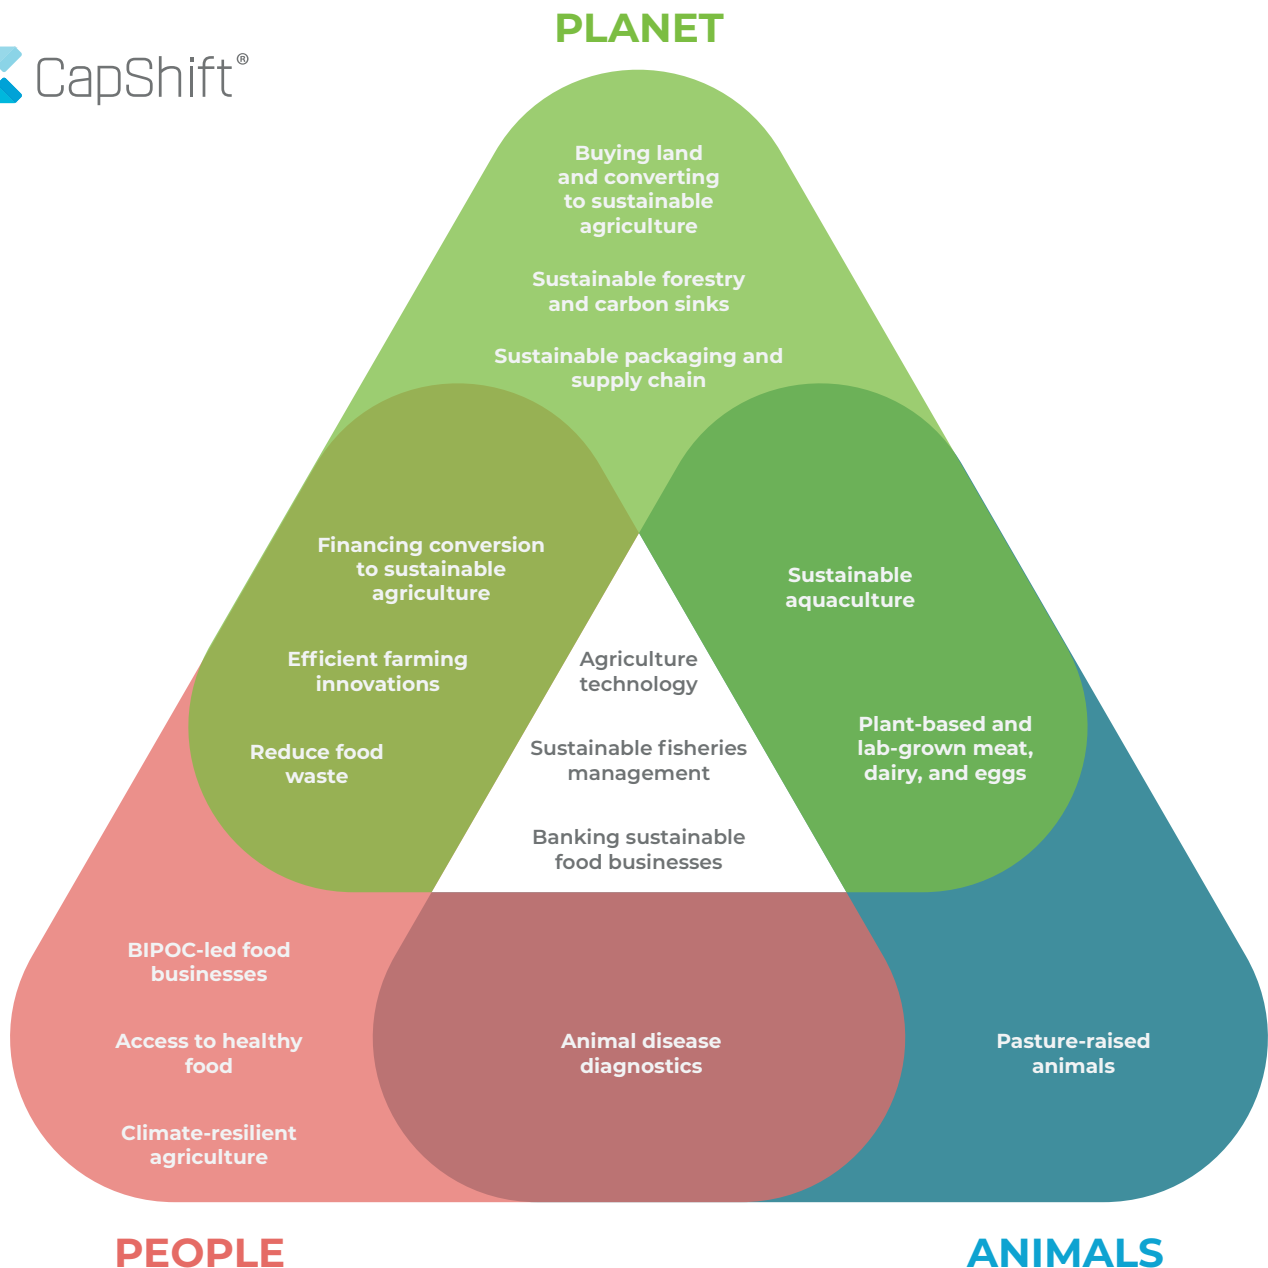 PLANET
CapShift®
Buying land
and converting
to sustainable
agriculture
Sustainable forestry
and carbon sinks
Sustainable packaging and
supply chain
Financing conversion
to sustainable
agriculture
Efficient farming
innovations
Reduce food
waste
Agriculture
technology
Sustainable fisheries
management
Banking sustainable
food businesses
Sustainable
aquaculture
Plant-based and
lab-grown meat,
dairy, and eggs
BIPOC-led food
businesses
Access to healthy
food
Climate-resilient
agriculture
Animal disease
diagnostics
Pasture-raised
animals
PEOPLE
ANIMALS